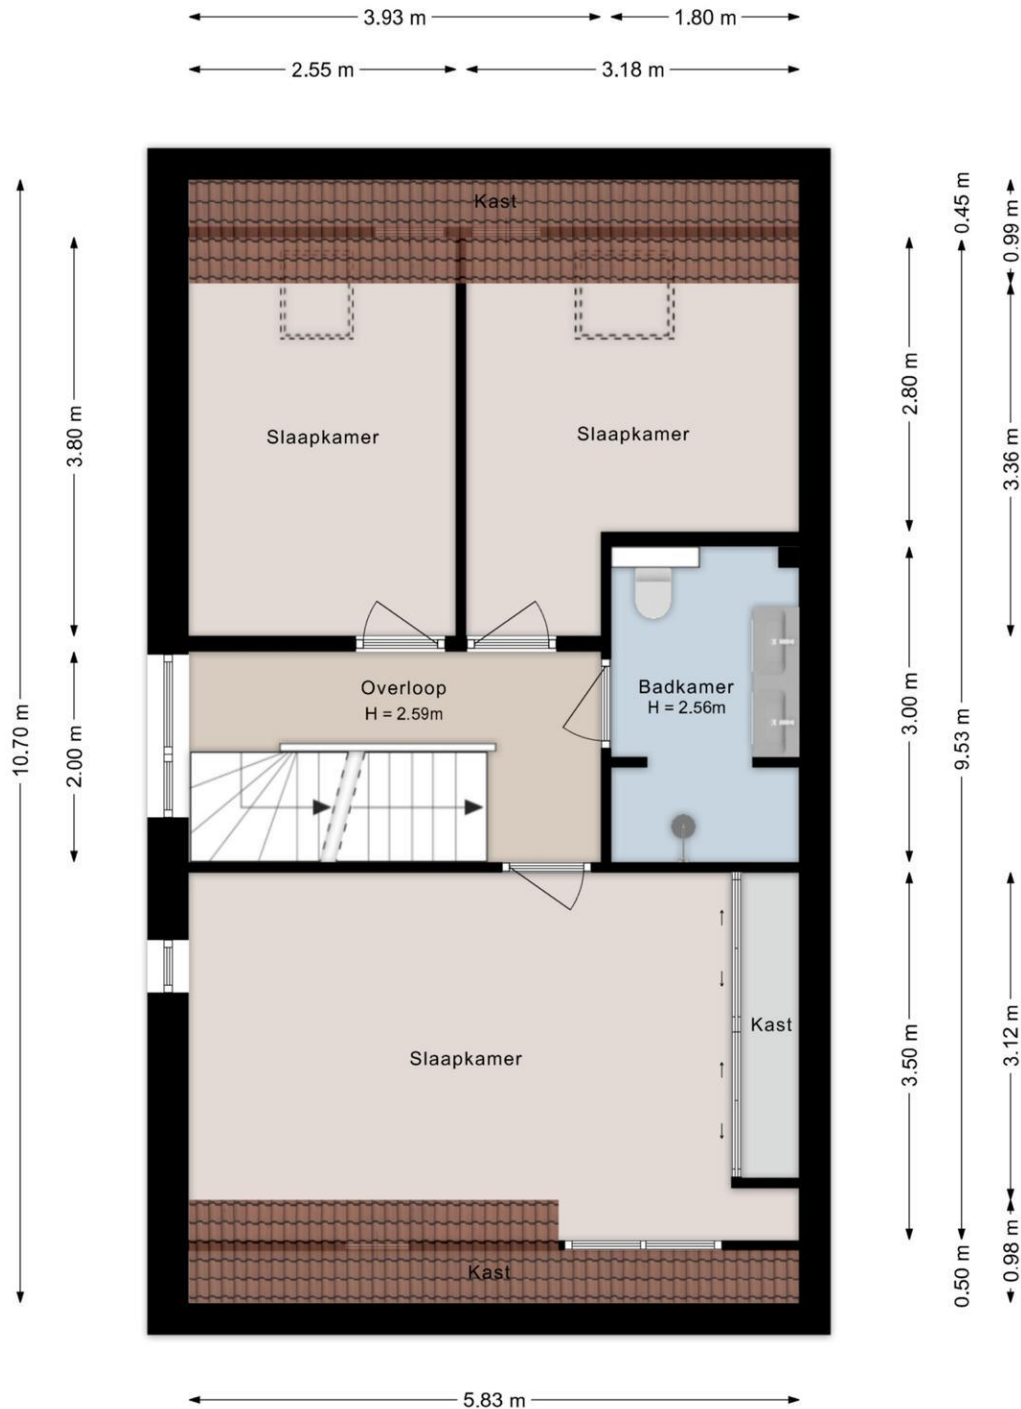 3.93 m
1.80 m
2.55 m
3.18 m
Kast
0.45 m
0.99 m
3.80 m
2.80 m
3.36 m
Slaapkamer
Slaapkamer
10.70 m
2.00 m
Overloop
H = 2.59m
Badkamer
H = 2.56m
3.00 m
9.53 m
Slaapkamer
Kast
3.50 m
3.12 m
Kast
0.50 m
0.98 m
5.83 m